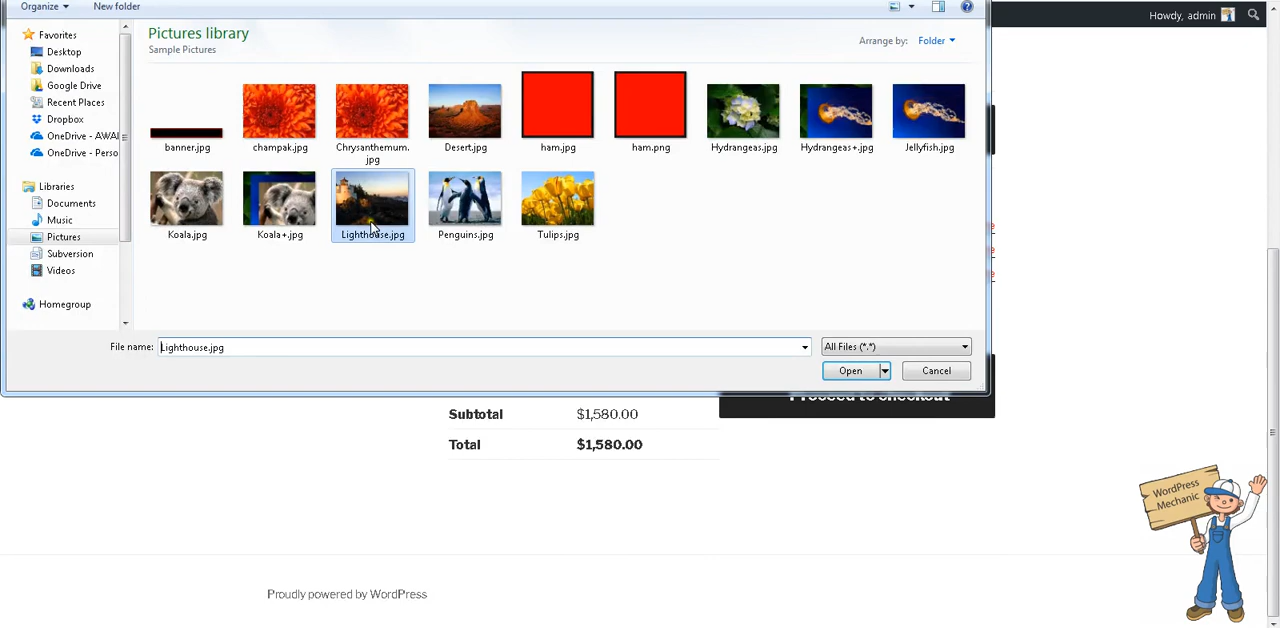 Organize
New folder
Howdy, admin
Favorites
Desktop
Downloads
Google Drive
Recent Places
Dropbox
OneDrive - AWA
OneDrive - Perso
Libraries
Documents
Music
Pictures
Subversion
Videos
Homegroup
Pictures library
Sample Pictures
Arrange by: Folder
banner.jpg
champak.jpg
Chrysanthemum.
jpg
Desert.jpg
ham.jpg
ham.png
Hydrangeas.jpg
Hydrangeas+.jpg
Jellyfish.jpg
Koala.jpg
Koala+.jpg
Lighthouse.jpg
Penguins.jpg
Tulips.jpg
File name: Lighthouse.jpg
All Files (*.*)
Open
Cancel
Proceed to checkout
Subtotal $1,580.00
Total $1,580.00
WordPress
Mechanic
Proudly powered by WordPress